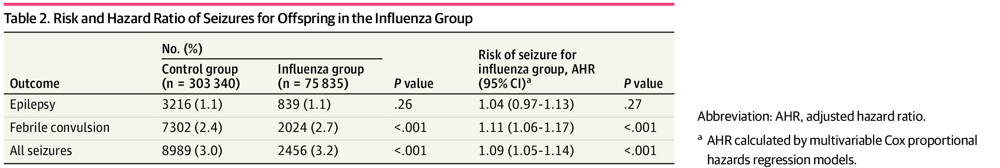 Table 2. Risk and Hazard Ratio of Seizures for Offspring in the Influenza Group
No. (%)
Outcome
Control group
(n = 303 340)
Influenza group
(n = 75 835)
P value
Risk of seizure for
influenza group, AHR
(95% CI)a
P value
Epilepsy 3216 (1.1) 839 (1.1) .26 1.04 (0.97-1.13) .27
Febrile convulsion 7302 (2.4) 2024 (2.7) <.001 1.11 (1.06-1.17) <.001
All seizures 8989 (3.0) 2456 (3.2) <.001 1.09 (1.05-1.14) <.001
Abbreviation: AHR, adjusted hazard ratio.
a AHR calculated by multivariable Cox proportional
hazards regression models.